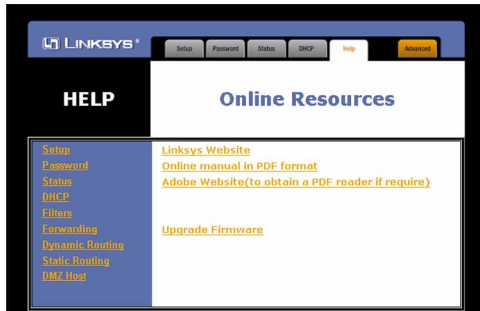 LINKSYS®
Setup Password Status DHCP Help Advanced
HELP
Online Resources
Setup
Password
Status
DHCP
Filters
Forwarding
Dynamic Routing
Static Routing
DMZ Host
Linksys Website
Online manual in PDF format
Adobe Website(to obtain a PDF reader if require)
Upgrade Firmware